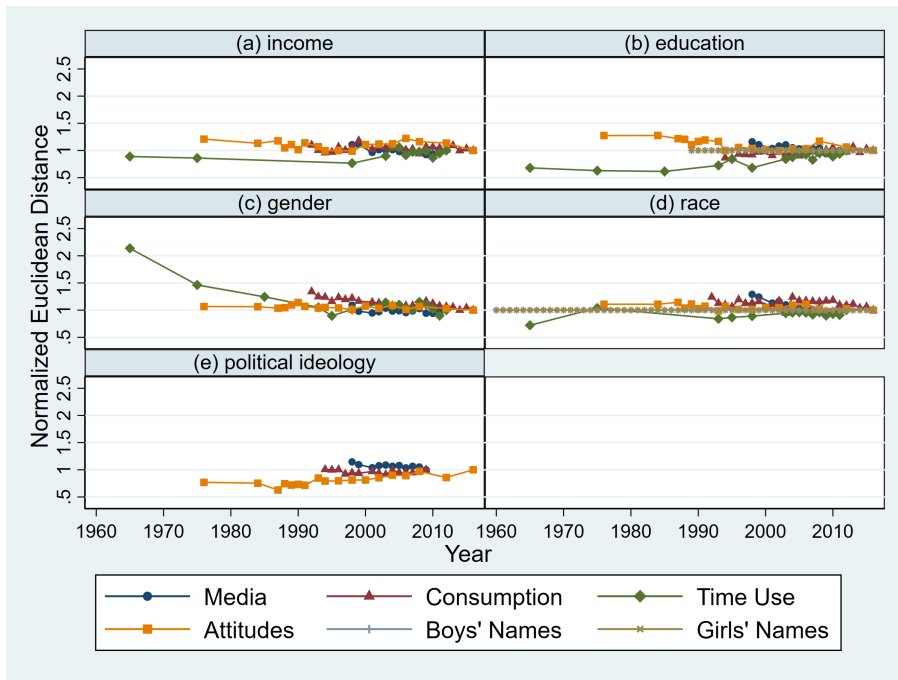 (a) income
(b) education
2.5
2
1.5
1
.5
(c) gender
(d) race
2.5
2
1.5
1
.5
(e) political ideology
2.5
2
1.5
1
.5
Normalized Euclidean Distance
1960 1970 1980 1990 2000 2010
1960 1970 1980 1990 2000 2010
Year
Media Consumption Time Use
Attitudes Boys' Names Girls' Names